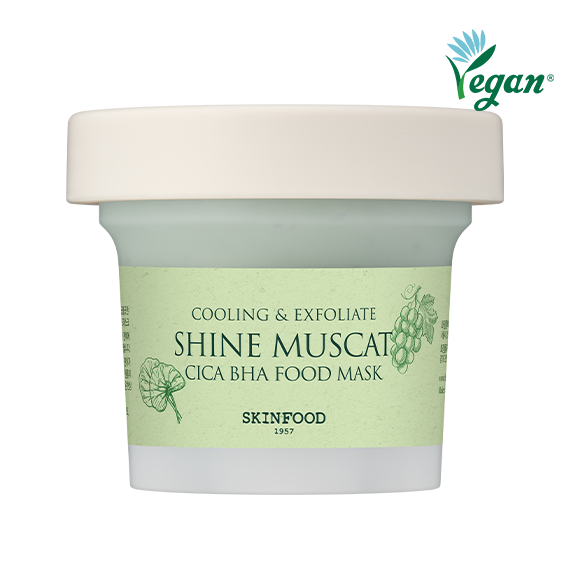 Vegan®
COOLING & EXFOLIATE
SHINE MUSCAT
CICA BHA FOOD MASK
SKINFOOD
1957